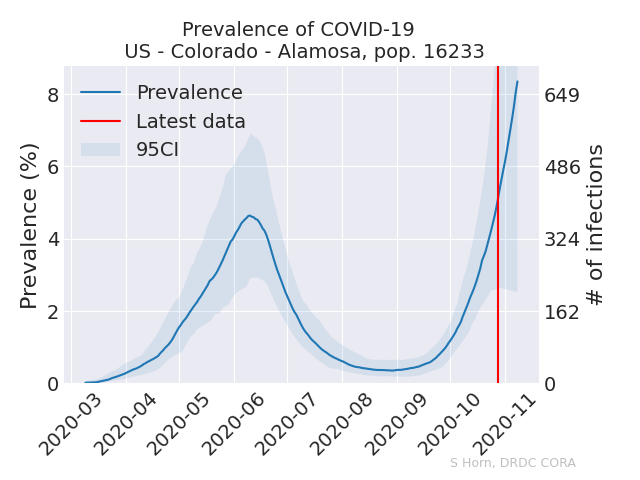 Prevalence of COVID-19
US - Colorado - Alamosa, pop. 16233
Prevalence
Latest data
95CI
Prevalence (%)
8
6
4
2
0
# of infections
649
486
324
162
0
2020-03
2020-04
2020-05
2020-06
2020-07
2020-08
2020-09
2020-10
2020-11
S Horn, DRDC CORA